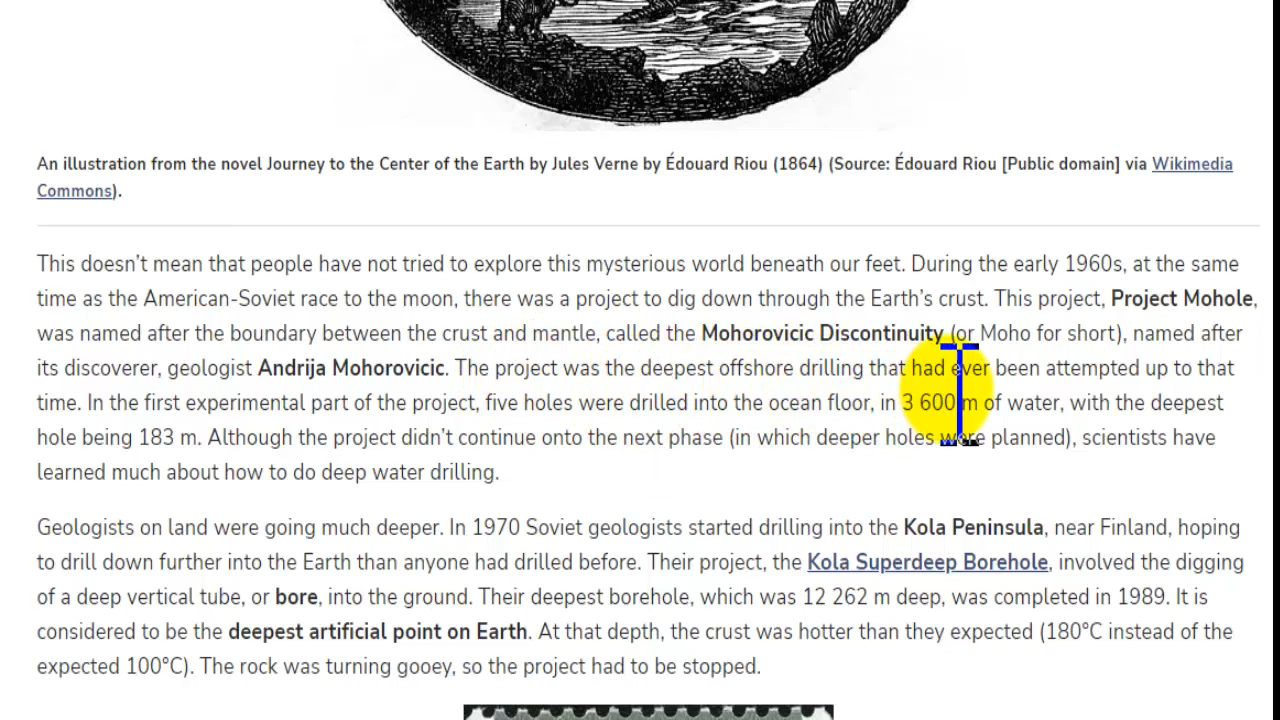 An illustration from the novel Journey to the Center of the Earth by Jules Verne by Édouard Riou (1864) (Source: Édouard Riou [Public domain] via Wikimedia
Commons).
This doesn’t mean that people have not tried to explore this mysterious world beneath our feet. During the early 1960s, at the same
time as the American-Soviet race to the moon, there was a project to dig down through the Earth’s crust. This project, Project Mohole,
was named after the boundary between the crust and mantle, called the Mohorovicic Discontinuity (or Moho for short), named after
its discoverer, geologist Andrija Mohorovicic. The project was the deepest offshore drilling that had ever been attempted up to that
time. In the first experimental part of the project, five holes were drilled into the ocean floor, in 3 600 m of water, with the deepest
hole being 183 m. Although the project didn’t continue onto the next phase (in which deeper holes were planned), scientists have
learned much about how to do deep water drilling.
Geologists on land were going much deeper. In 1970 Soviet geologists started drilling into the Kola Peninsula, near Finland, hoping
to drill down further into the Earth than anyone had drilled before. Their project, the Kola Superdeep Borehole, involved the digging
of a deep vertical tube, or bore, into the ground. Their deepest borehole, which was 12 262 m deep, was completed in 1989. It is
considered to be the deepest artificial point on Earth. At that depth, the crust was hotter than they expected (180°C instead of the
expected 100°C). The rock was turning gooey, so the project had to be stopped.